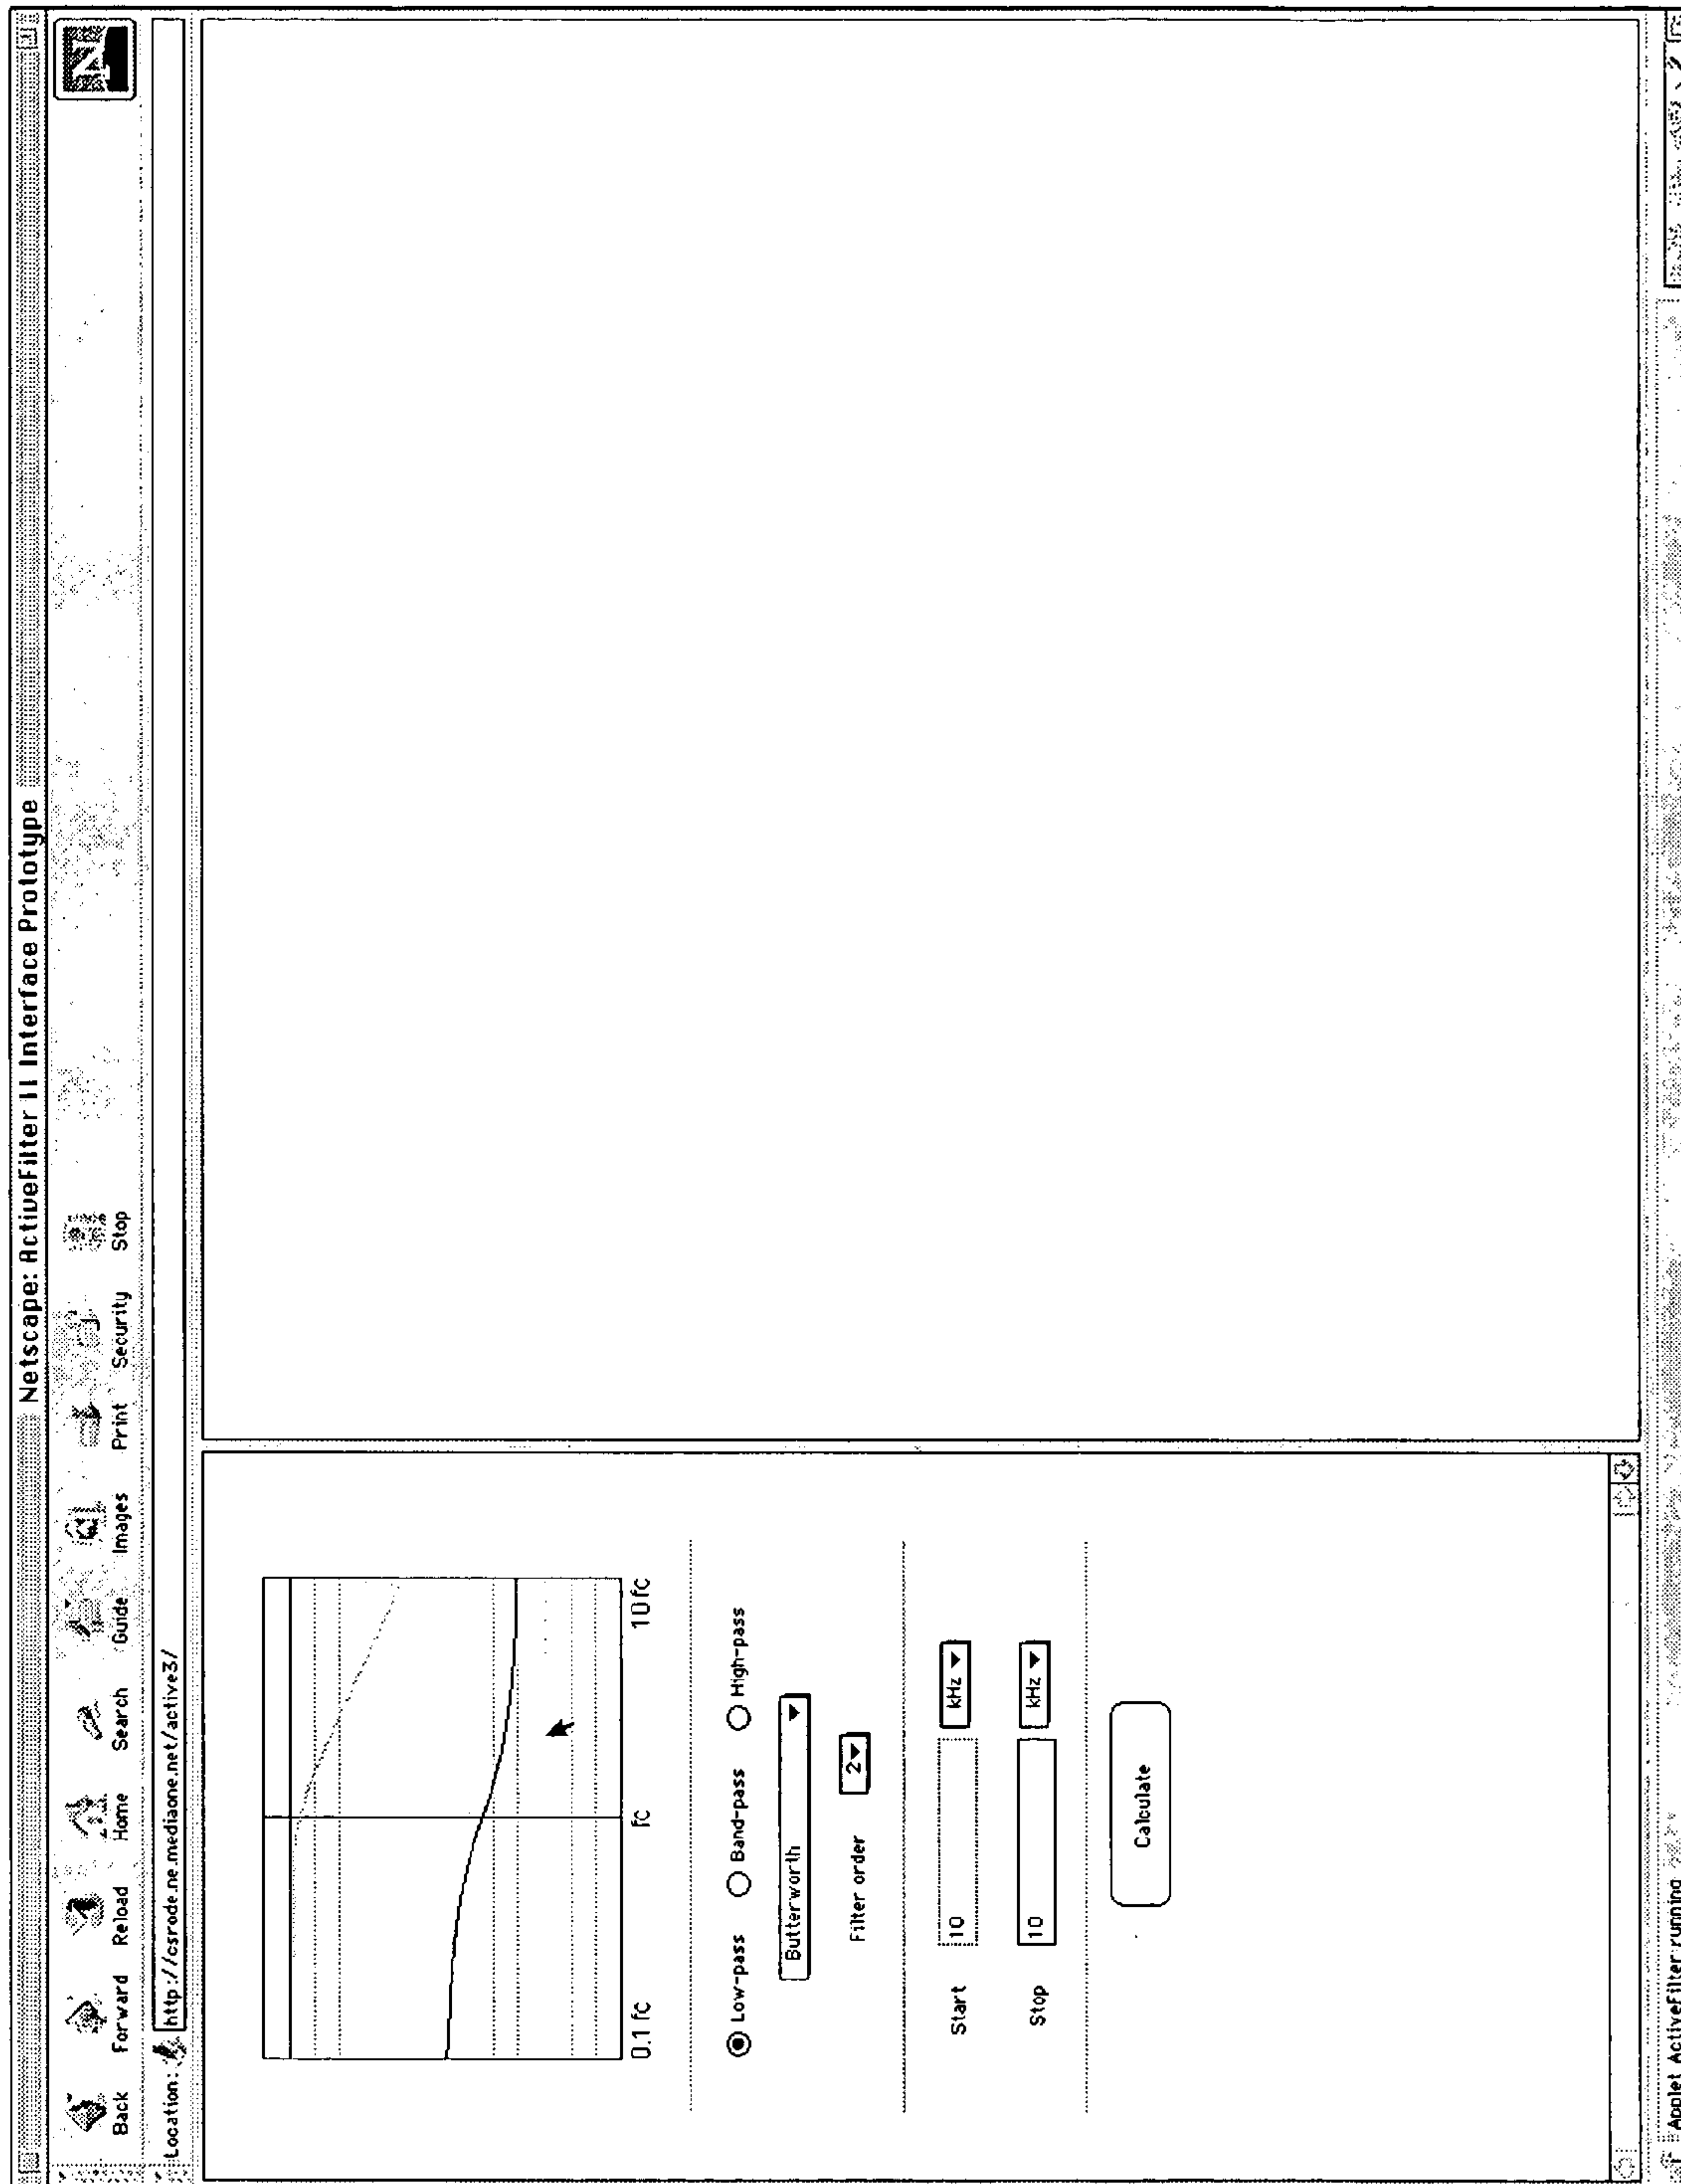 Netscape: ActiveFilter II Interface Prototype
Back Forward Reload Home Search Guide Images Print Security Stop
N
Location: http://csrode.ne.mediaone.net/active3/
0.1 fc fc 10 fc
Low-pass Band-pass High-pass
Butterworth
Filter order 2
Start 10 kHz
Stop 10 kHz
Calculate
Applet ActiveFilter running